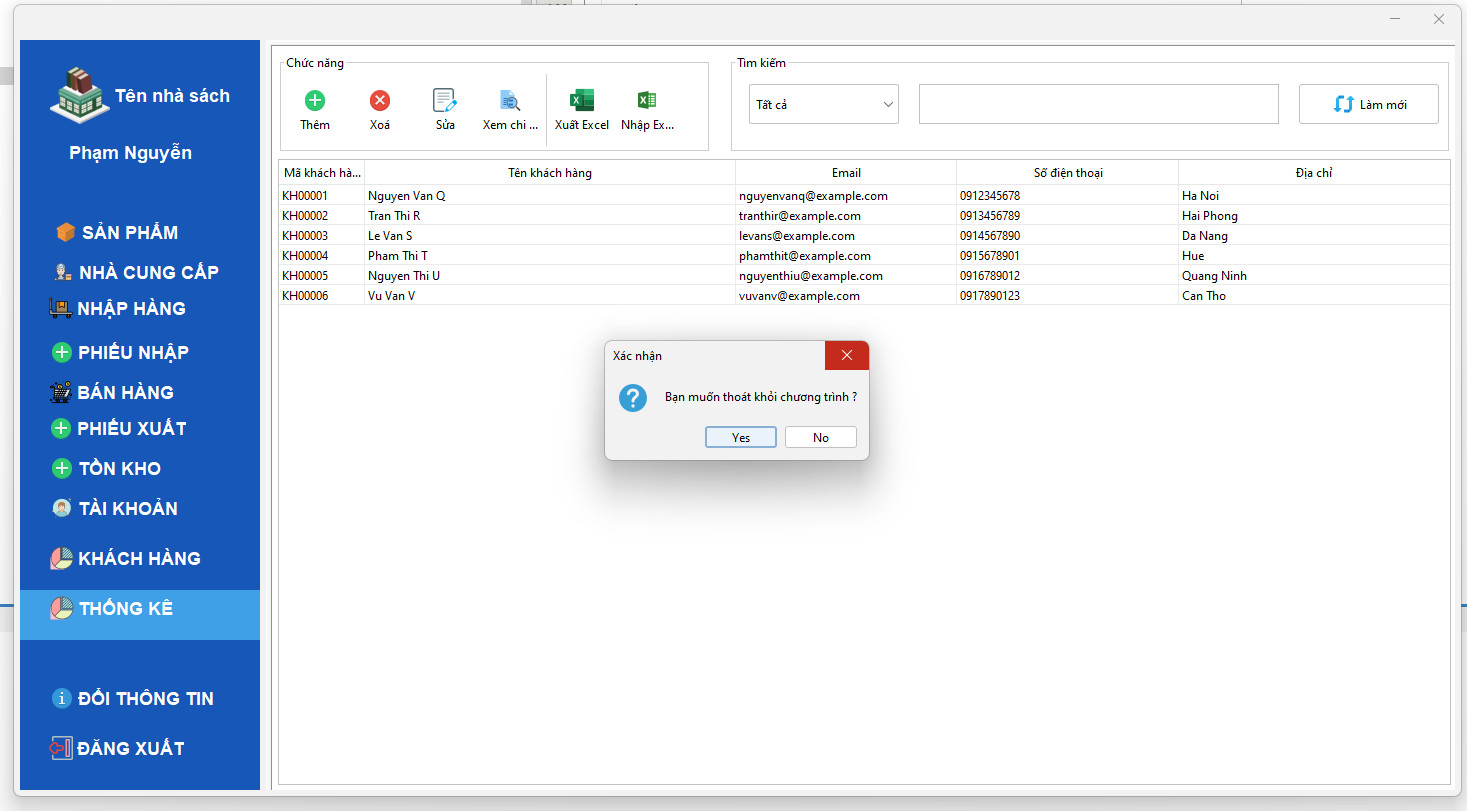 Tên nhà sách
Phạm Nguyễn
SẢN PHẨM
NHÀ CUNG CẤP
NHẬP HÀNG
PHIẾU NHẬP
BÁN HÀNG
PHIẾU XUẤT
TỒN KHO
TÀI KHOẢN
KHÁCH HÀNG
THỐNG KÊ
ĐỔI THÔNG TIN
ĐĂNG XUẤT
Chức năng
Thêm Xoá Sửa Xem chi ... Xuất Excel Nhập Ex...
Tìm kiếm
Tất cả Làm mới
Mã khách hà... Tên khách hàng Email Số điện thoại Địa chỉ
KH00001 Nguyen Van Q nguyenvanq@example.com 0912345678 Ha Noi
KH00002 Tran Thi R tranthir@example.com 0913456789 Hai Phong
KH00003 Le Van S levans@example.com 0914567890 Da Nang
KH00004 Pham Thi T phamthit@example.com 0915678901 Hue
KH00005 Nguyen Thi U nguyenthiu@example.com 0916789012 Quang Ninh
KH00006 Vu Van V vuvanv@example.com 0917890123 Can Tho
Xác nhận
Bạn muốn thoát khỏi chương trình ?
Yes No